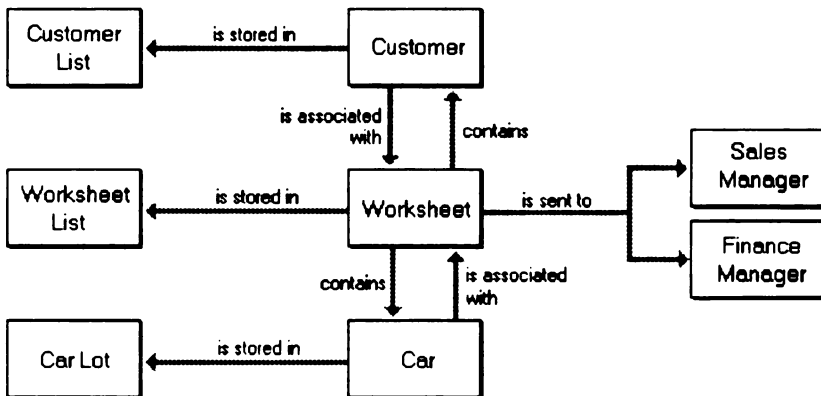 Customer
List
is stored in
Customer
is associated
with
contains
Worksheet
List
is stored in
Worksheet
is sent to
Sales
Manager
Finance
Manager
contains
is associated
with
Car Lot
is stored in
Car